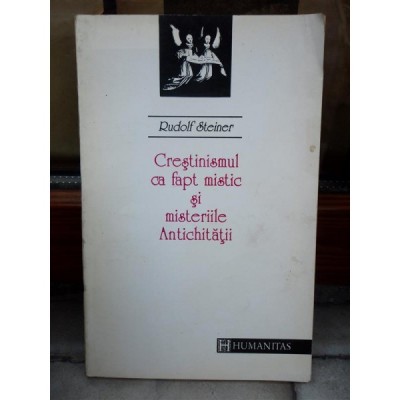 Rudolf Steiner
Creştinismul
ca fapt mistic
şi
misteriile
Antichităţii
HUMANITAS